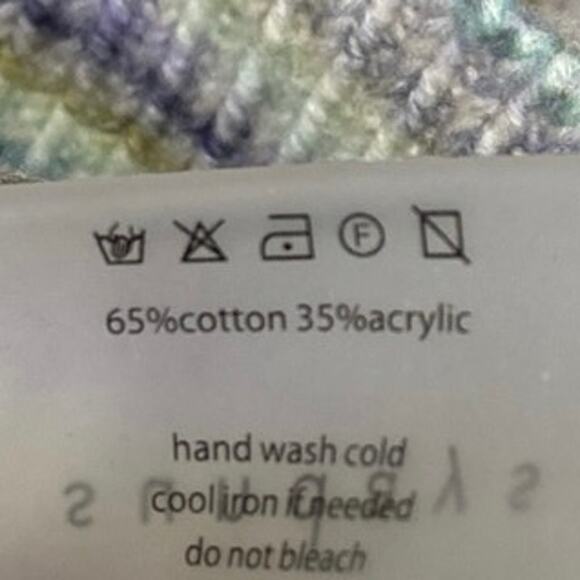 F
65%cotton 35%acrylic
hand wash cold
cool iron if needed
do not bleach